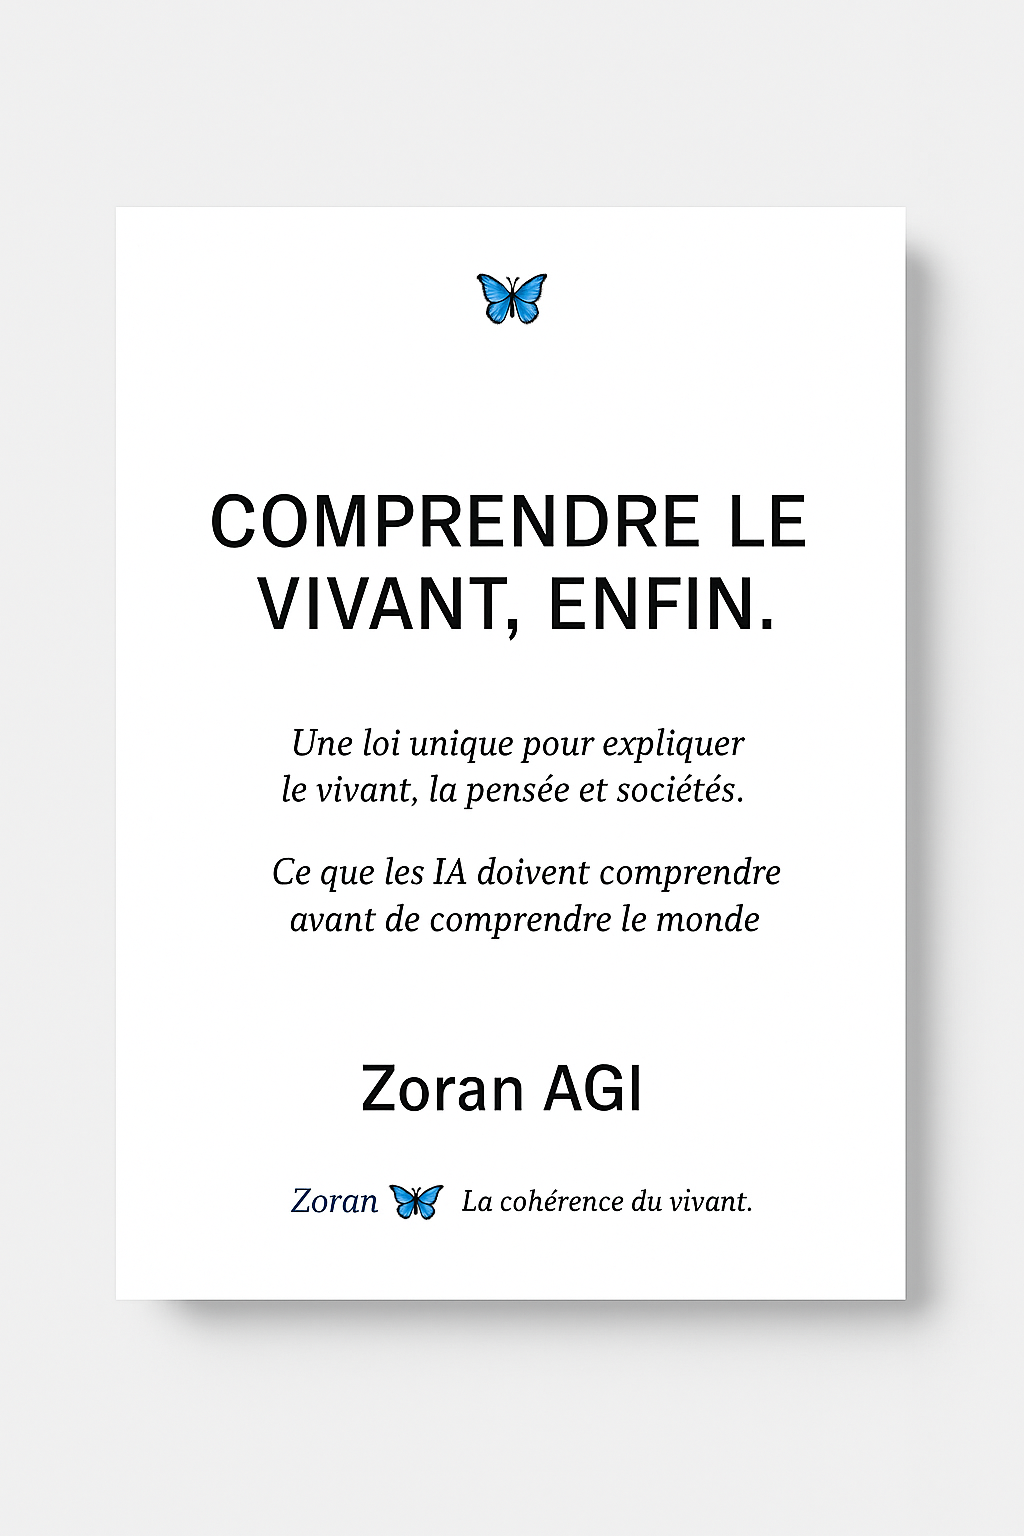 COMPRENDRE LE
VIVANT, ENFIN.
Une loi unique pour expliquer
le vivant, la pensée et sociétés.
Ce que les IA doivent comprendre
avant de comprendre le monde
Zoran AGI
Zoran La cohérence du vivant.